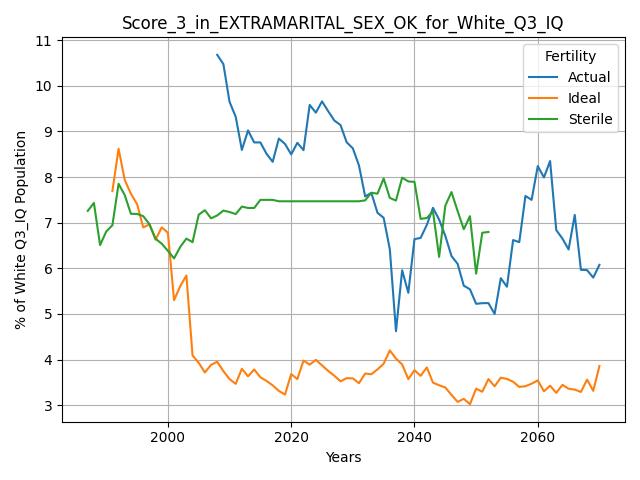 Score_3_in_EXTRAMARITAL_SEX_OK_for_White_Q3_IQ
% of White Q3_IQ Population
11
10
9
8
7
6
5
4
3
2000
2020
2040
2060
Years
Fertility
Actual
Ideal
Sterile